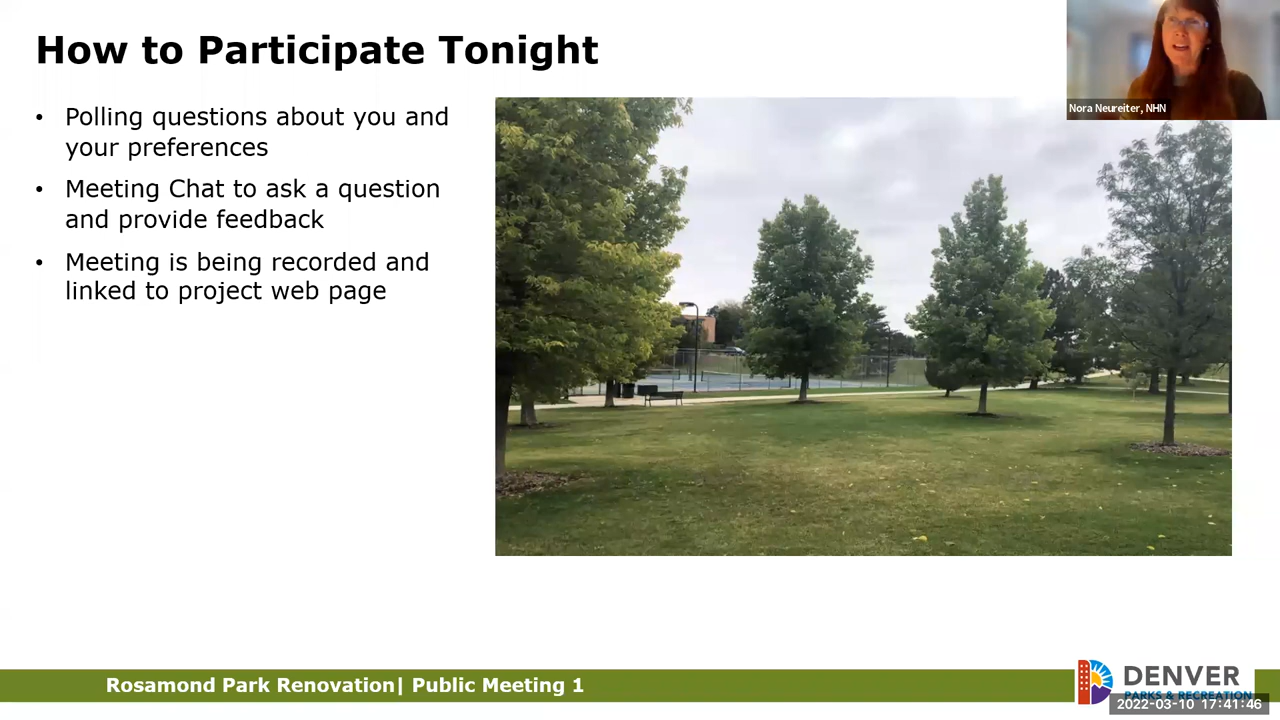 How to Participate Tonight
• Polling questions about you and
your preferences
• Meeting Chat to ask a question
and provide feedback
• Meeting is being recorded and
linked to project web page
Nora Neureiter, NHN
Rosamond Park Renovation| Public Meeting 1
DENVER
PARKS & RECREATION
2022-03-10 17:41:46